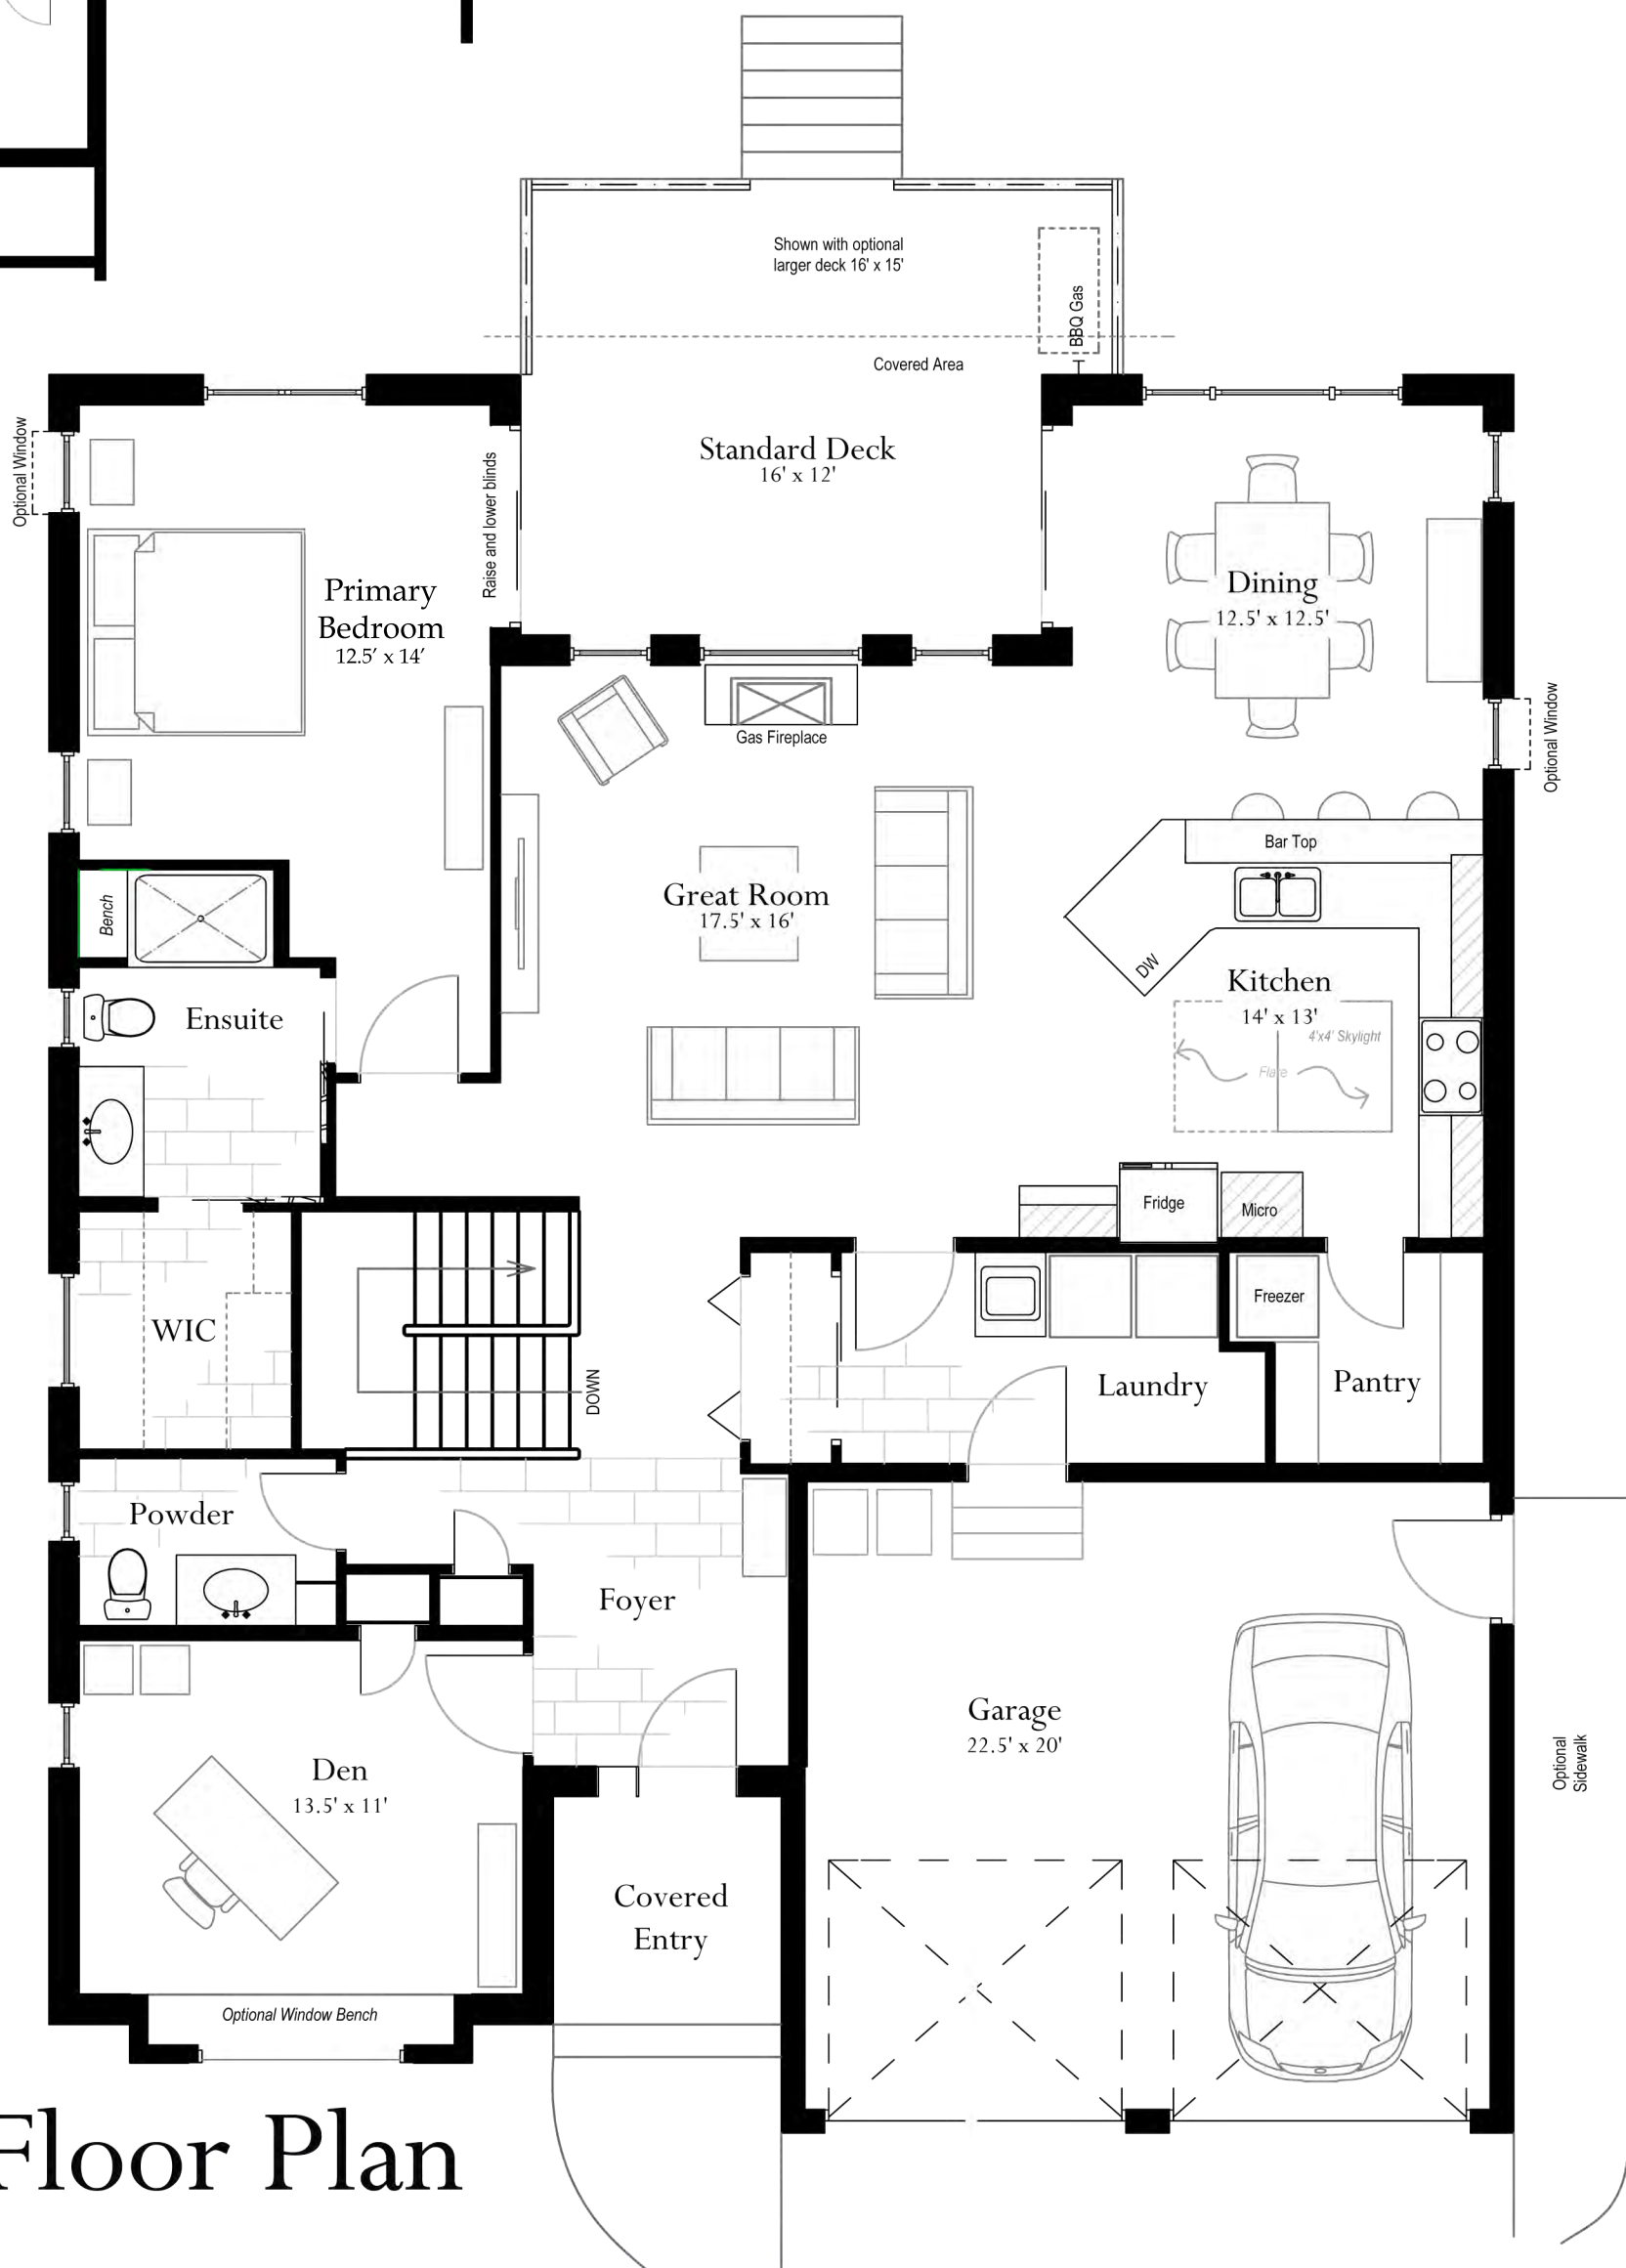 Shown with optional
larger deck 16' x 15'
BBQ Gas
Covered Area
Optional Window
Raise and lower blinds
Standard Deck
16' x 12'
Primary
Bedroom
12.5' x 14'
Dining
12.5' x 12.5'
Optional Window
Gas Fireplace
Bar Top
Bench
Great Room
17.5' x 16'
DW
Kitchen
14' x 13'
4'x4' Skylight
Flare
Ensuite
Fridge
Micro
Freezer
WIC
DOWN
Laundry
Pantry
Powder
Foyer
Garage
22.5' x 20'
Optional
Sidewalk
Den
13.5' x 11'
Covered
Entry
Optional Window Bench
Floor Plan